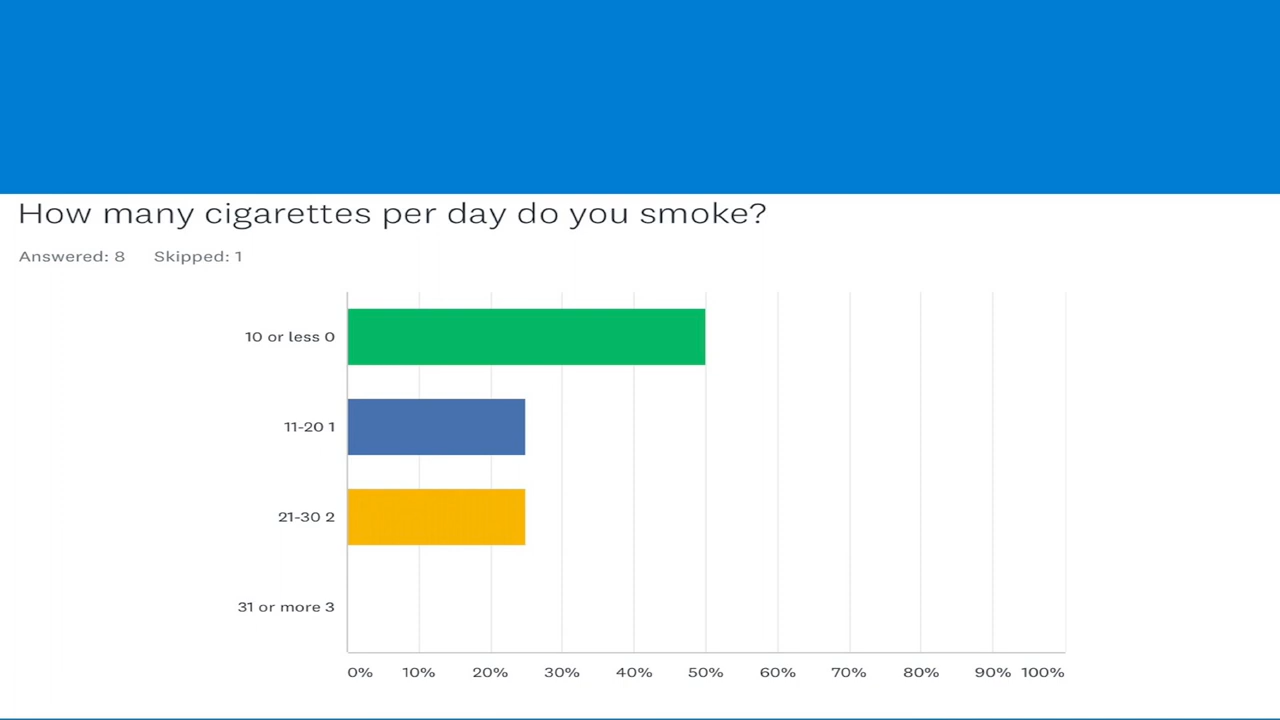 How many cigarettes per day do you smoke?
Answered: 8 Skipped: 1
10 or less 0
11-20 1
21-30 2
31 or more 3
0% 10% 20% 30% 40% 50% 60% 70% 80% 90% 100%